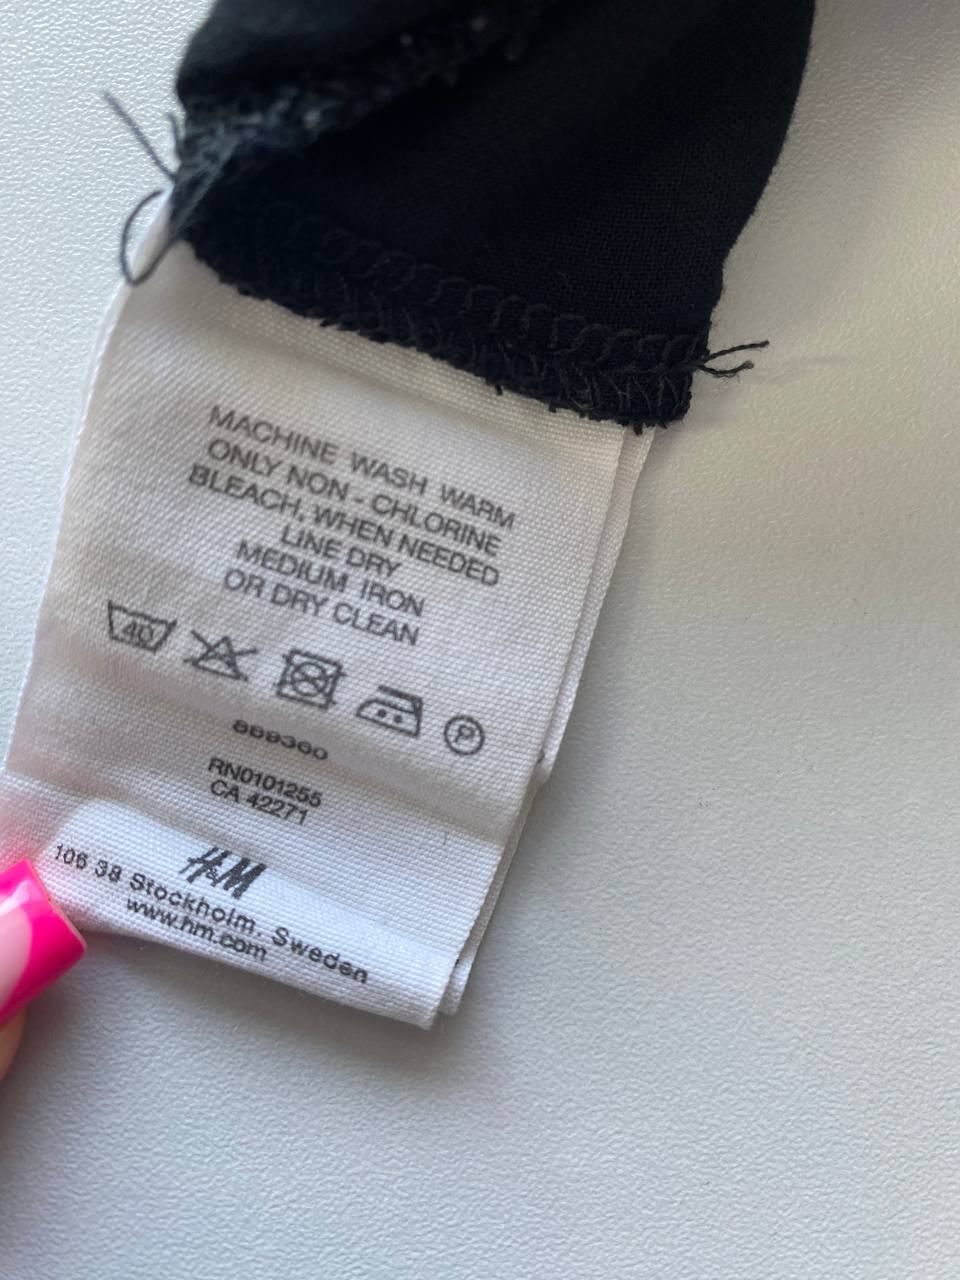 MACHINE WASH WARM
ONLY NON - CHLORINE
BLEACH, WHEN NEEDED
LINE DRY
MEDIUM IRON
OR DRY CLEAN
40
P
869360
RN0101255
CA 42271
H&M
106 38 Stockholm. Sweden
www.hm.com